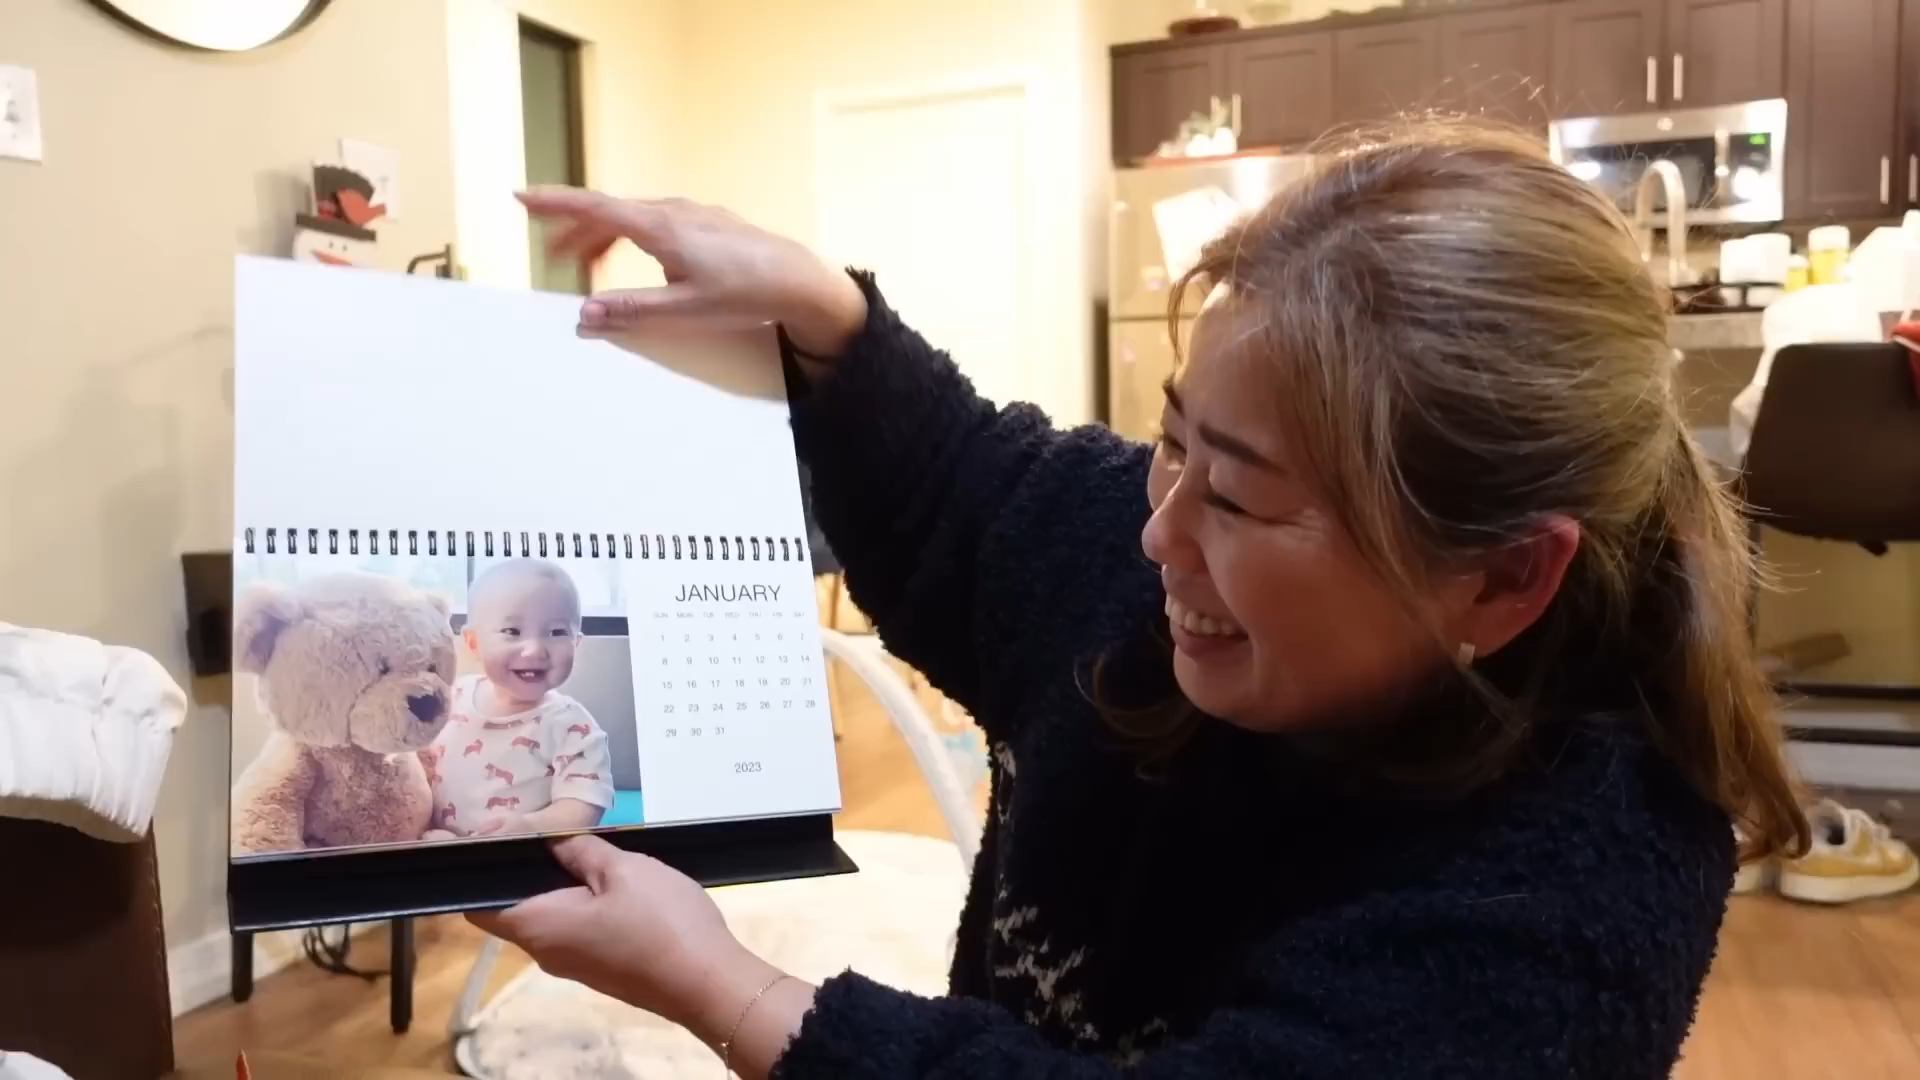 JANUARY
SUN MON TUE WED THU FRI SAT
1 2 3 4 5 6 7
8 9 10 11 12 13 14
15 16 17 18 19 20 21
22 23 24 25 26 27 28
29 30 31
2023